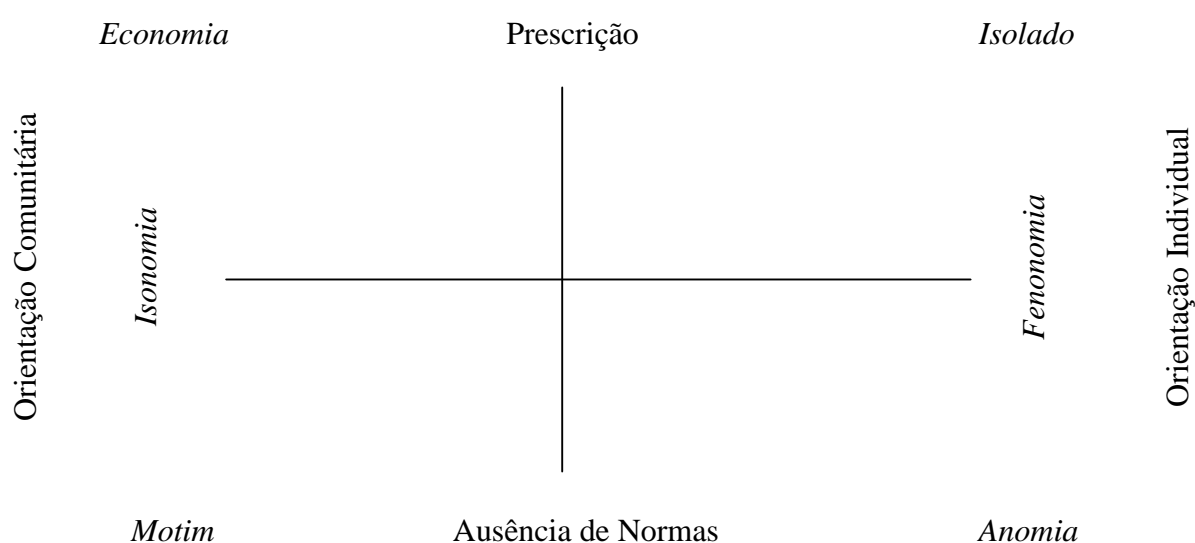 Economia
Prescrição
Isolado
Orientação Comunitária
Isonomia
Fenonomia
Orientação Individual
Motim
Ausência de Normas
Anomia